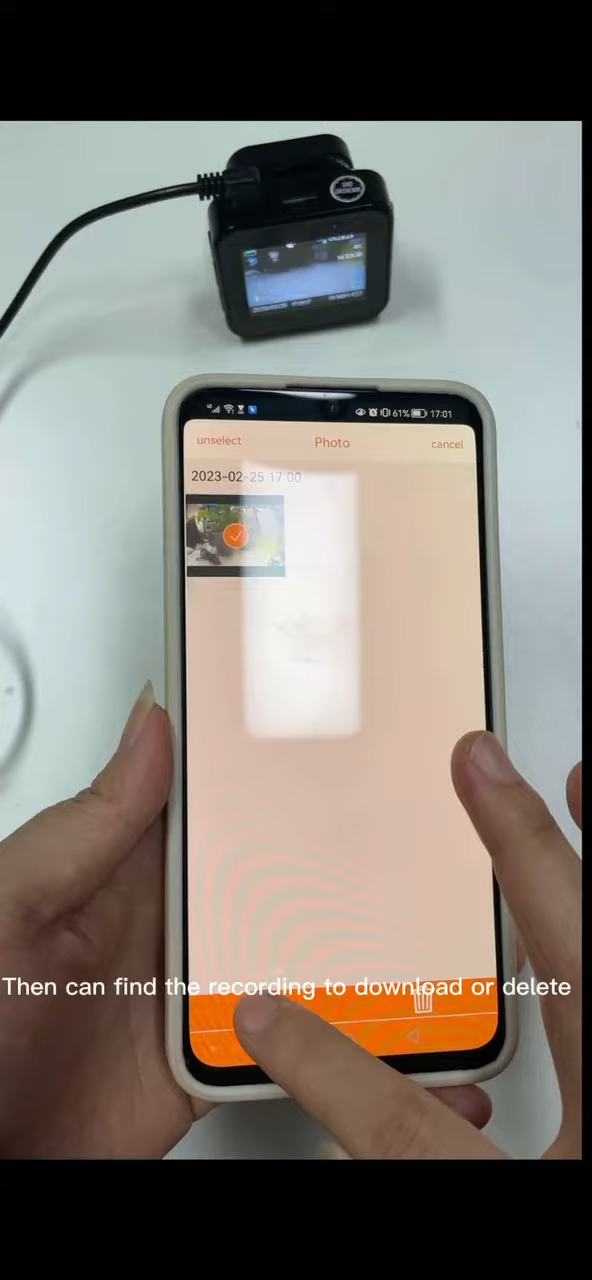 61% 17:01
unselect Photo cancel
2023-02-25 17:00
Then can find the recording to download or delete